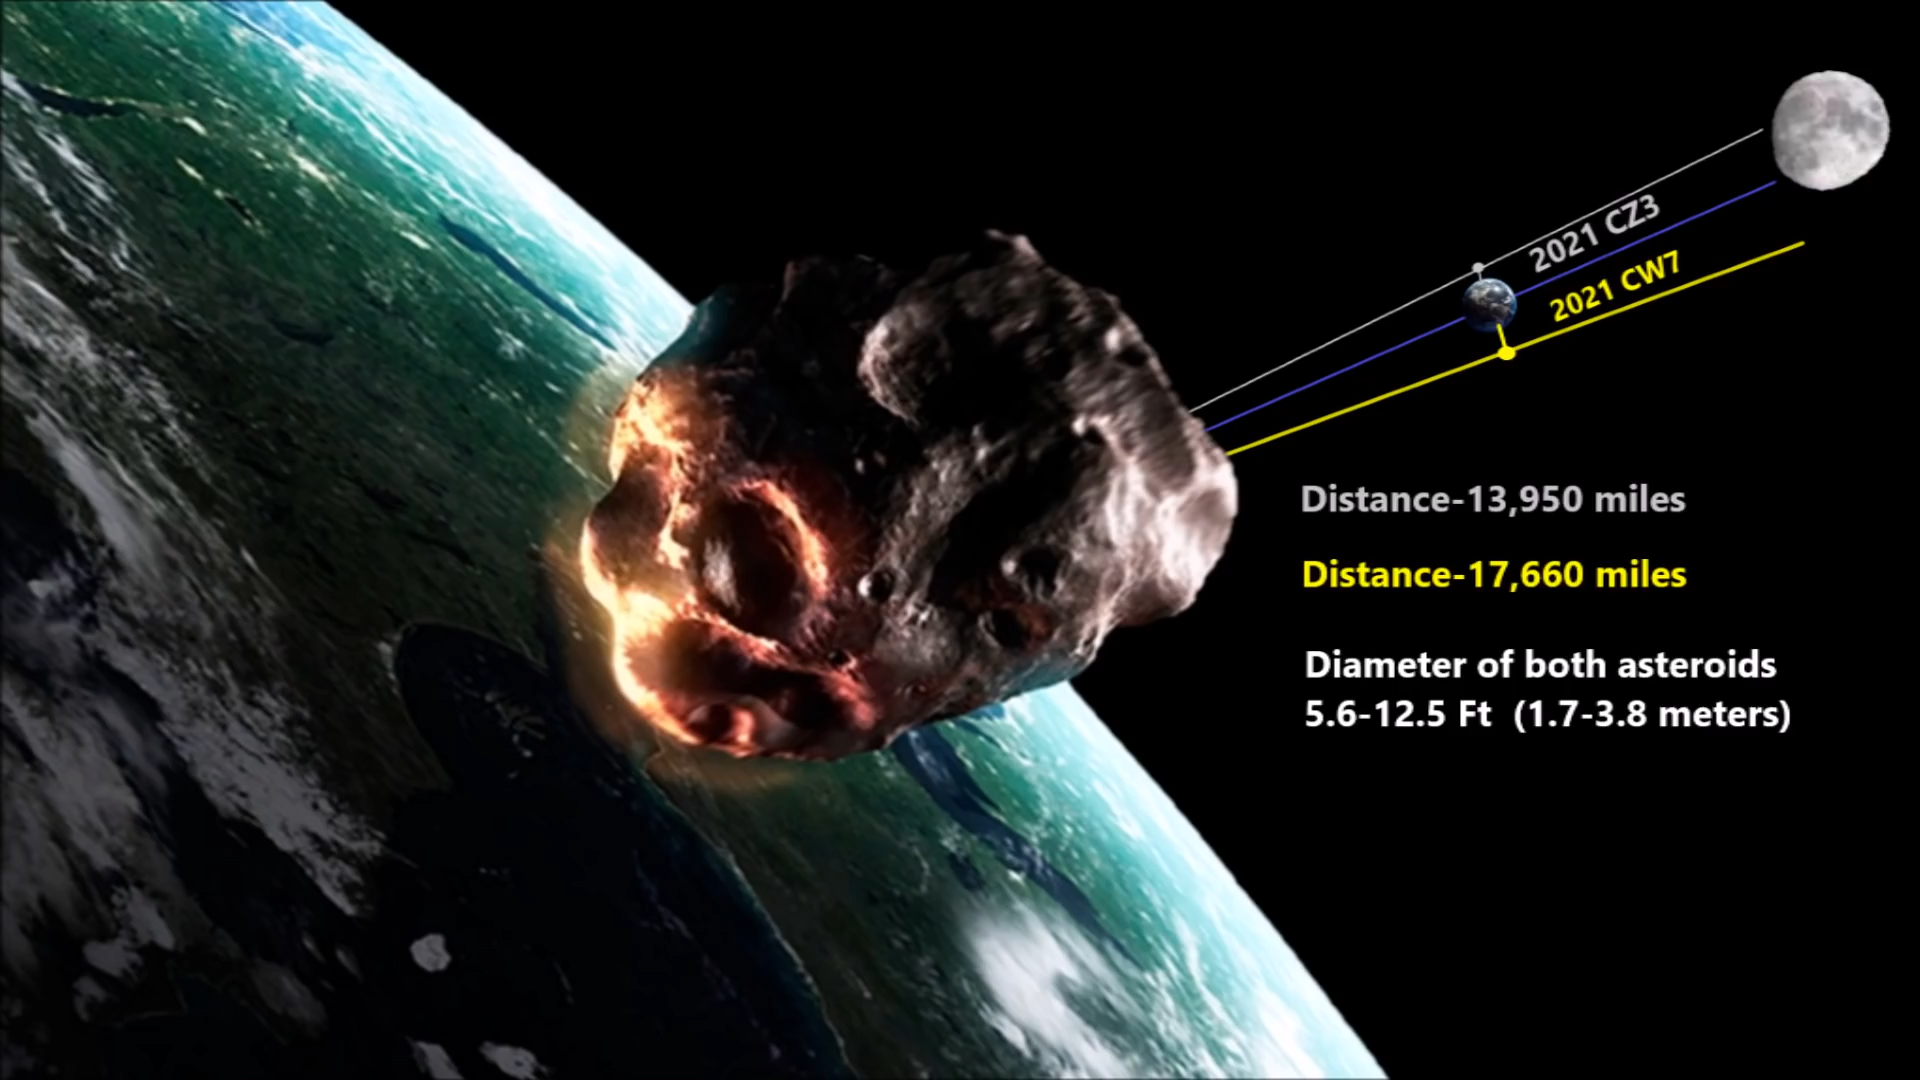 2021 CZ3
2021 CW7
Distance-13,950 miles
Distance-17,660 miles
Diameter of both asteroids
5.6-12.5 Ft (1.7-3.8 meters)